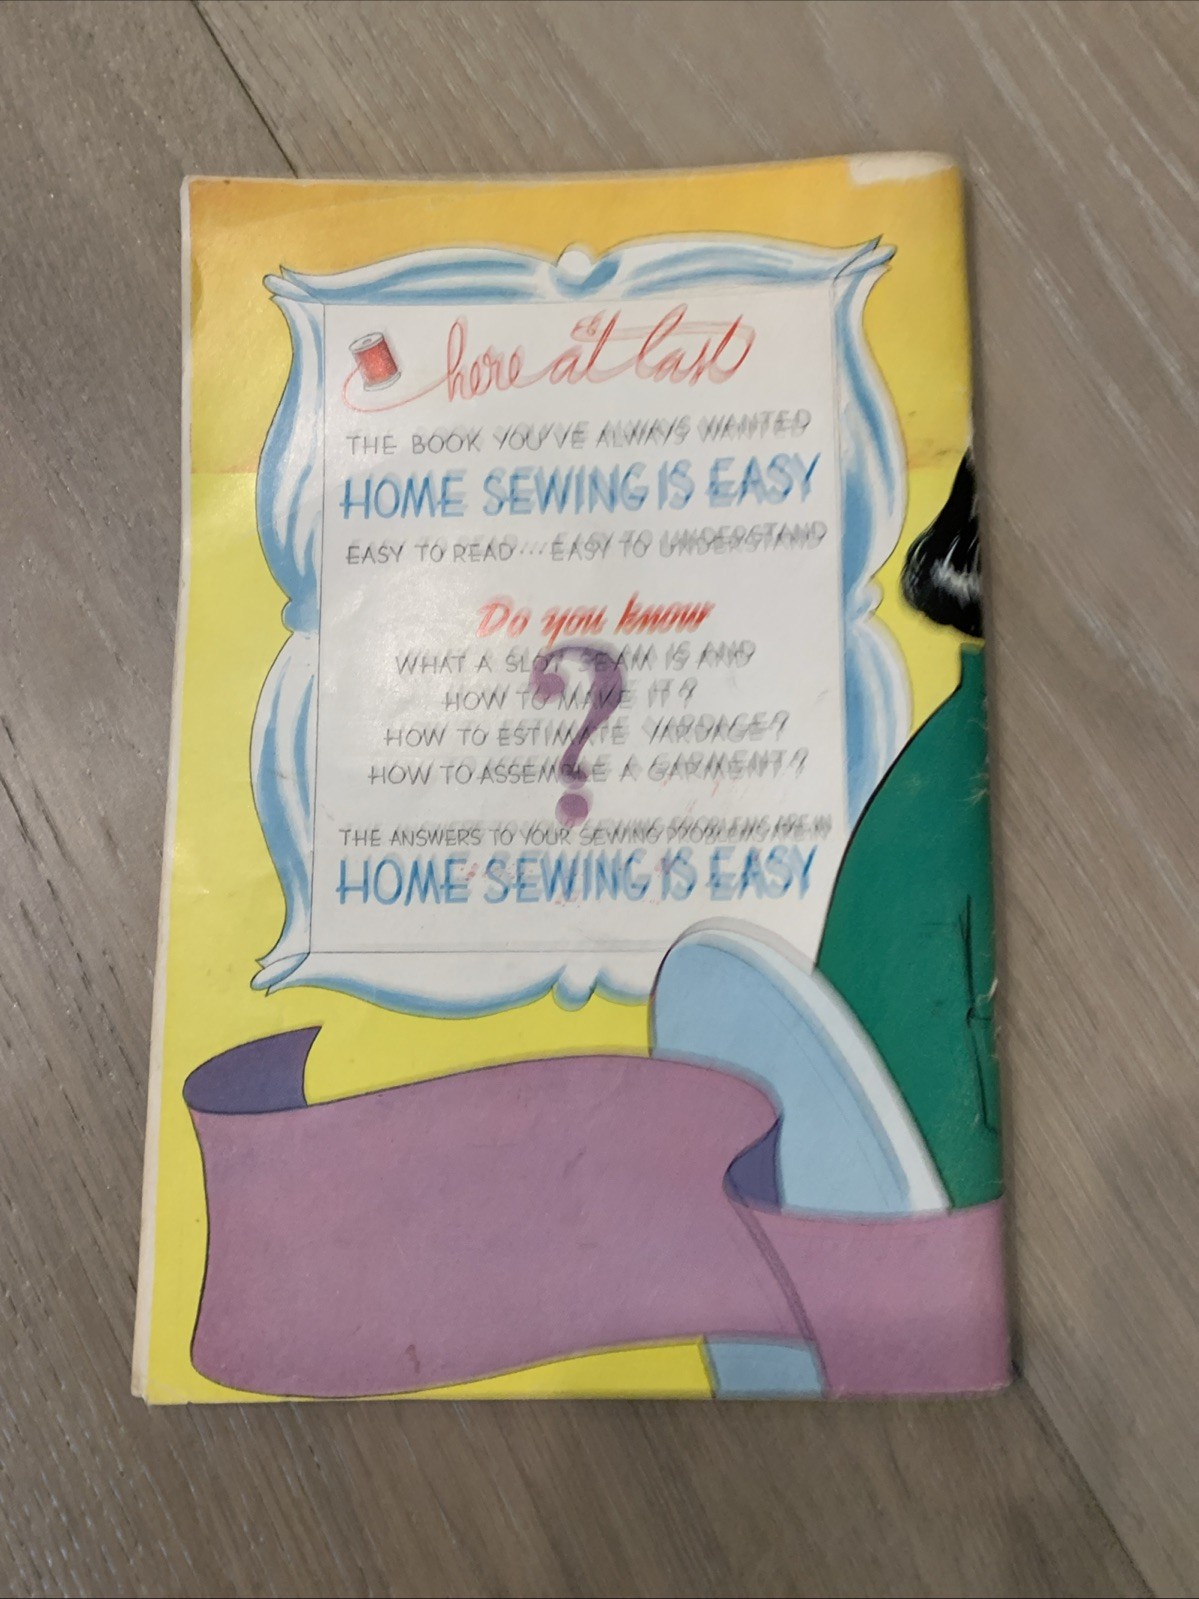 here at last
THE BOOK YOU'VE ALWAYS WANTED
HOME SEWING IS EASY
EASY TO READ... EASY TO UNDERSTAND
Do you know
WHAT A SLOT SEAM IS AND
HOW TO MAKE IT?
HOW TO ESTIMATE YARDAGE?
HOW TO ASSEMBLE A GARMENT?
?
THE ANSWERS TO YOUR SEWING PROBLEMS ARE IN
HOME SEWING IS EASY